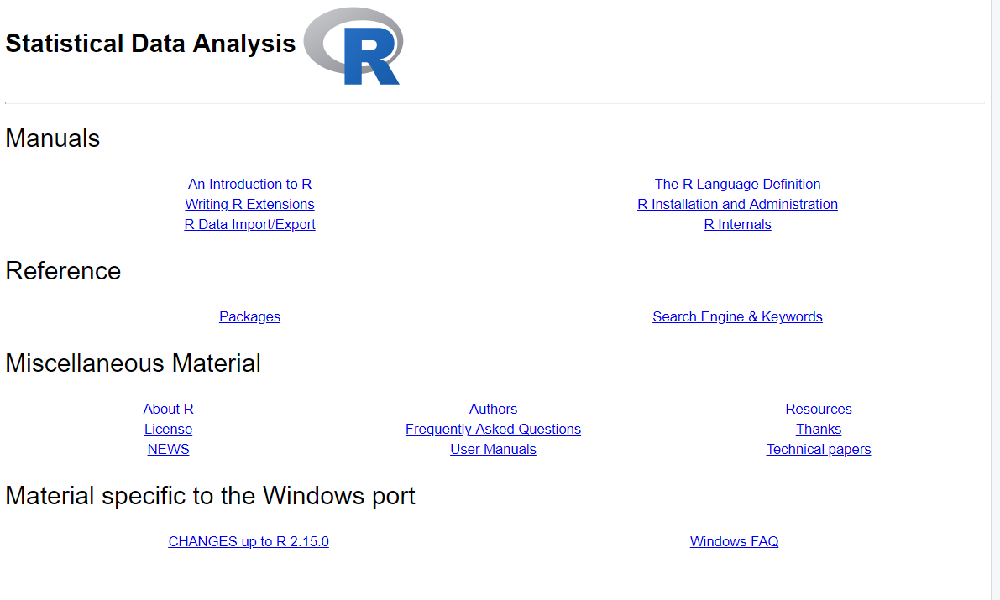 Statistical Data Analysis R
Manuals
An Introduction to R The R Language Definition
Writing R Extensions R Installation and Administration
R Data Import/Export R Internals
Reference
Packages Search Engine & Keywords
Miscellaneous Material
About R Authors Resources
License Frequently Asked Questions Thanks
NEWS User Manuals Technical papers
Material specific to the Windows port
CHANGES up to R 2.15.0 Windows FAQ